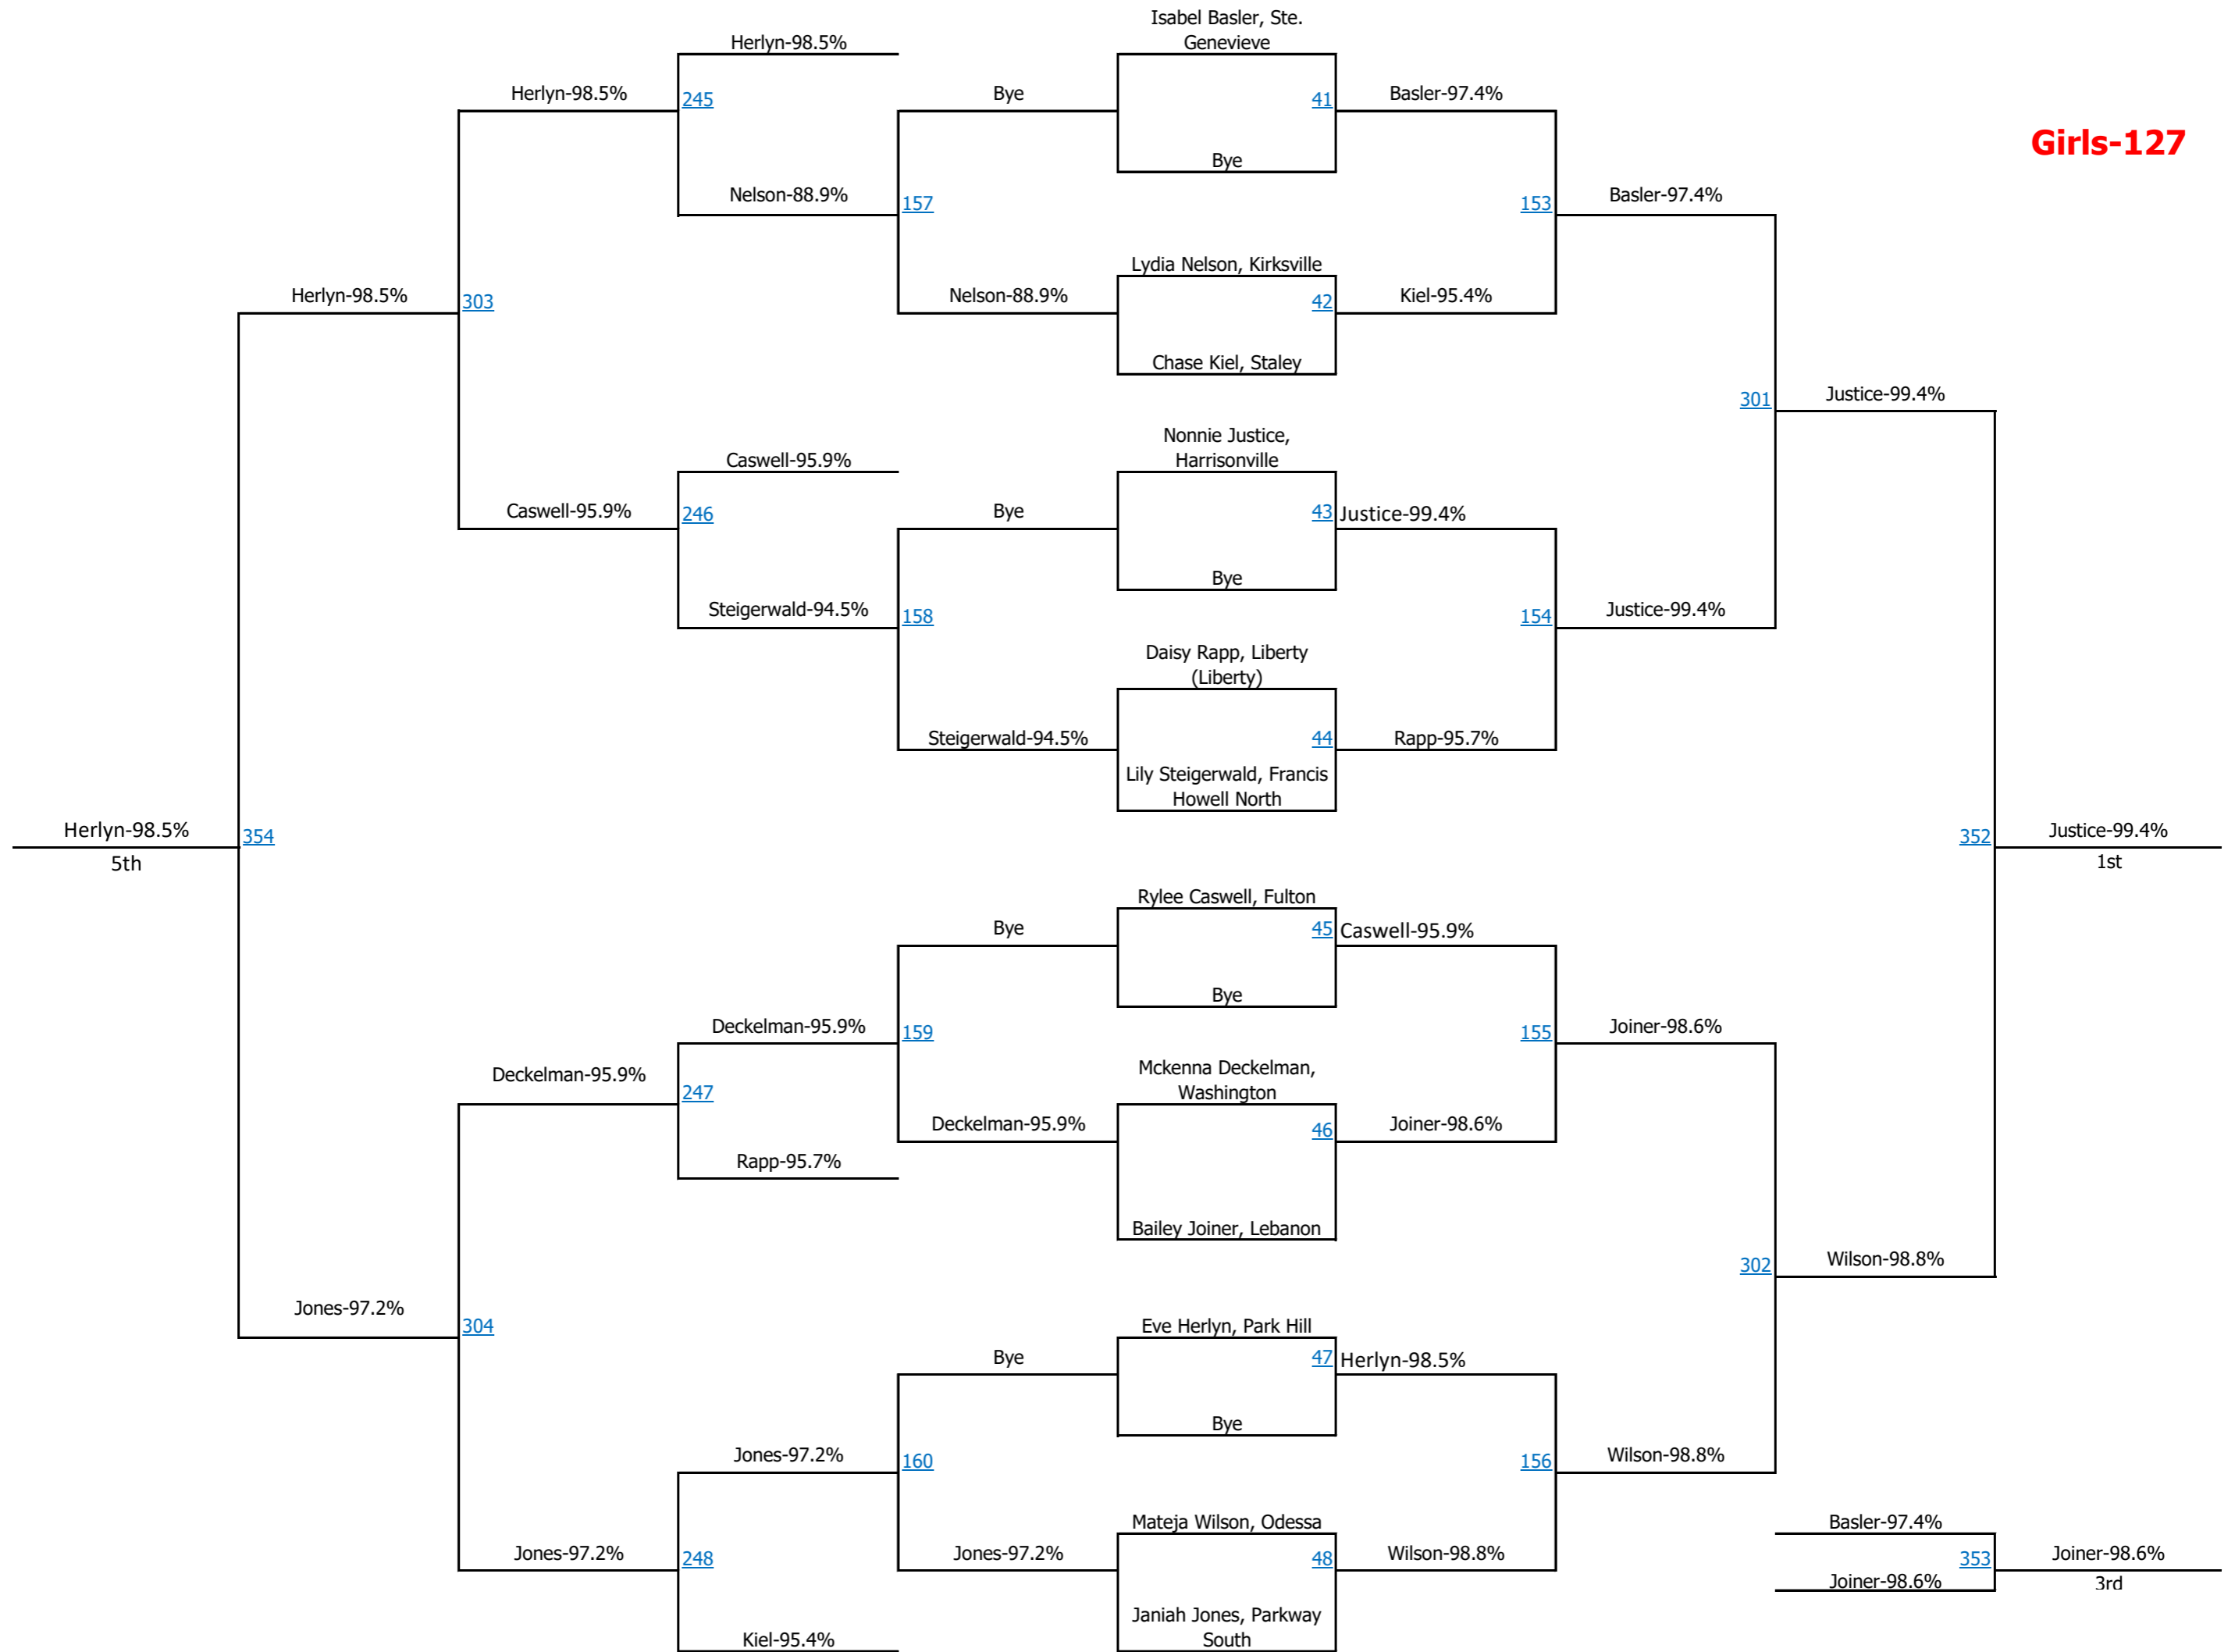 Isabel Basler, Ste.
Genevieve
Herlyn-98.5%
Herlyn-98.5%
245
Bye
41
Basler-97.4%
Girls-127
Bye
Nelson-88.9%
157
153
Basler-97.4%
Lydia Nelson, Kirksville
Herlyn-98.5%
303
Nelson-88.9%
42
Kiel-95.4%
Chase Kiel, Staley
301
Justice-99.4%
Nonnie Justice,
Harrisonville
Caswell-95.9%
Caswell-95.9%
246
Bye
43
Justice-99.4%
Bye
Steigerwald-94.5%
158
154
Justice-99.4%
Daisy Rapp, Liberty
(Liberty)
Steigerwald-94.5%
44
Rapp-95.7%
Lily Steigerwald, Francis
Howell North
Herlyn-98.5%
354
352
Justice-99.4%
5th
1st
Rylee Caswell, Fulton
Bye
45
Caswell-95.9%
Bye
Deckelman-95.9%
159
155
Joiner-98.6%
Deckelman-95.9%
247
Mckenna Deckelman,
Washington
Deckelman-95.9%
46
Joiner-98.6%
Rapp-95.7%
Bailey Joiner, Lebanon
302
Wilson-98.8%
Jones-97.2%
304
Eve Herlyn, Park Hill
Bye
47
Herlyn-98.5%
Bye
Jones-97.2%
160
156
Wilson-98.8%
Mateja Wilson, Odessa
Basler-97.4%
Jones-97.2%
248
Jones-97.2%
48
Wilson-98.8%
353
Joiner-98.6%
Joiner-98.6%
3rd
Janiah Jones, Parkway
South
Kiel-95.4%